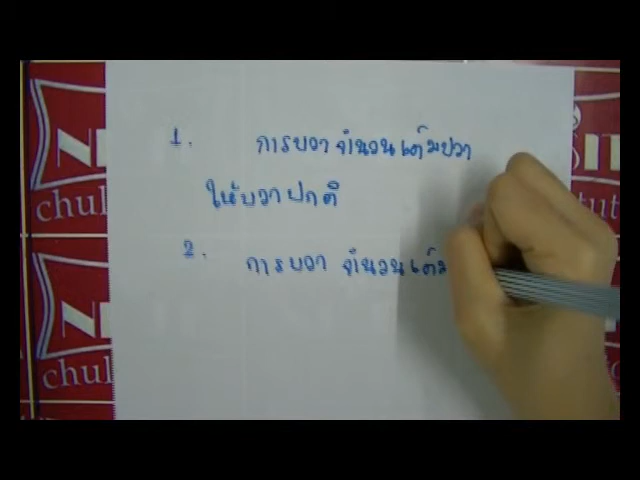 1. การบวก จำนวนเต็มบวก
ให้บวกปกติ
2. การบวก จำนวนเต็ม
chul
chul